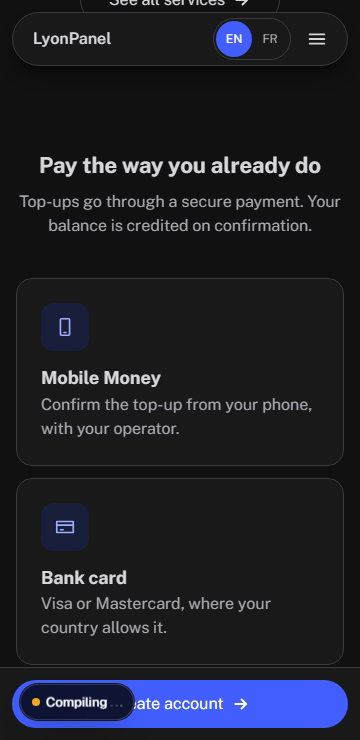 See all services →
LyonPanel
EN FR
Pay the way you already do
Top-ups go through a secure payment. Your
balance is credited on confirmation.
Mobile Money
Confirm the top-up from your phone,
with your operator.
Bank card
Visa or Mastercard, where your
country allows it.
Compiling ...
eate account →